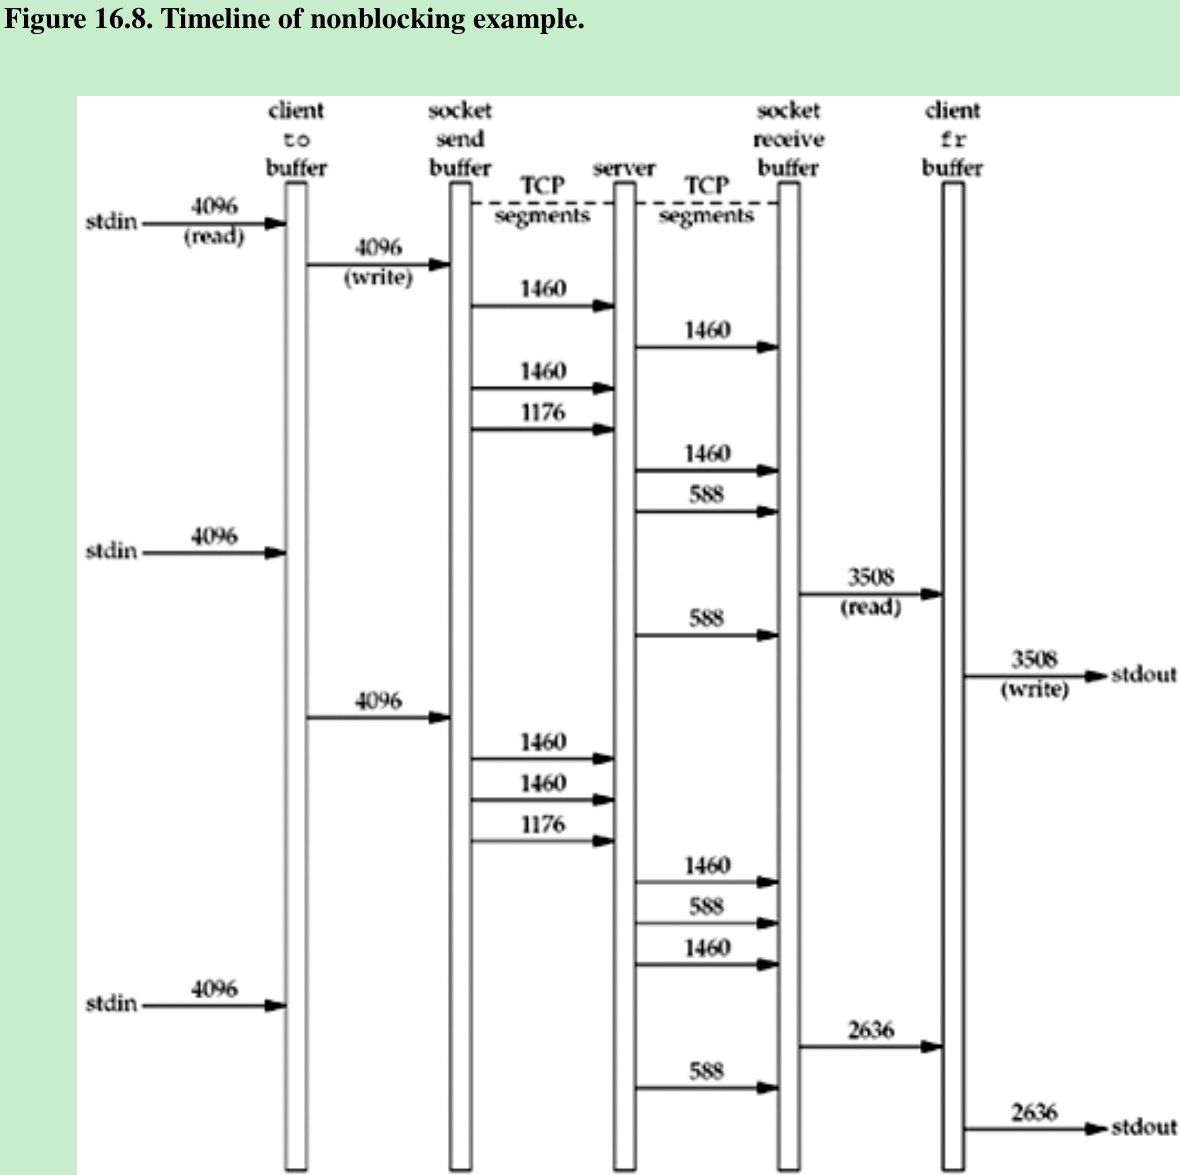 Figure 16.8. Timeline of nonblocking example.
client to buffer
socket send buffer
server
socket receive buffer
client fr buffer
TCP segments
TCP segments
stdin 4096 (read)
4096 (write)
1460
1460
1460
1176
1460
588
stdin 4096
3508 (read)
588
3508 (write) stdout
4096
1460
1460
1176
1460
588
1460
stdin 4096
2636
588
2636 stdout